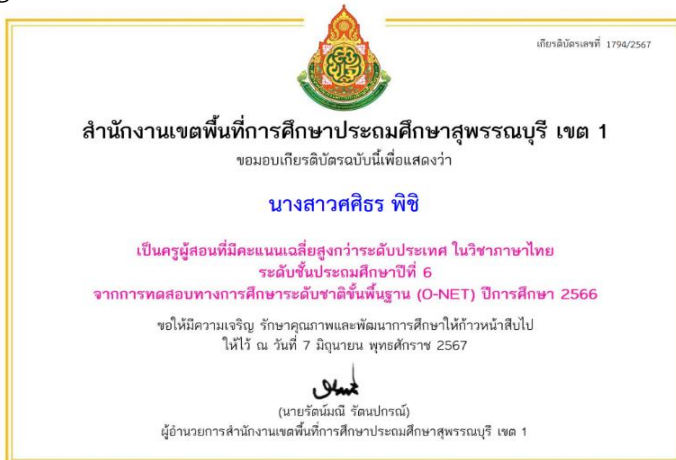 เกียรติบัตรเลขที่ 1794/2567
สำนักงานเขตพื้นที่การศึกษาประถมศึกษาสุพรรณบุรี เขต 1
ขอมอบเกียรติบัตรฉบับนี้เพื่อแสดงว่า
นางสาวศศิธร พิชิ
เป็นครูผู้สอนที่มีคะแนนเฉลี่ยสูงกว่าระดับประเทศ ในวิชาภาษาไทย
ระดับชั้นประถมศึกษาปีที่ 6
จากการทดสอบทางการศึกษาระดับชาติขั้นพื้นฐาน (O-NET) ปีการศึกษา 2566
ขอให้มีความเจริญ รักษาคุณภาพและพัฒนาการศึกษาให้ก้าวหน้าสืบไป
ให้ไว้ ณ วันที่ 7 มิถุนายน พุทธศักราช 2567
(นายรัตน์มณี รัตนปกรณ์)
ผู้อำนวยการสำนักงานเขตพื้นที่การศึกษาประถมศึกษาสุพรรณบุรี เขต 1